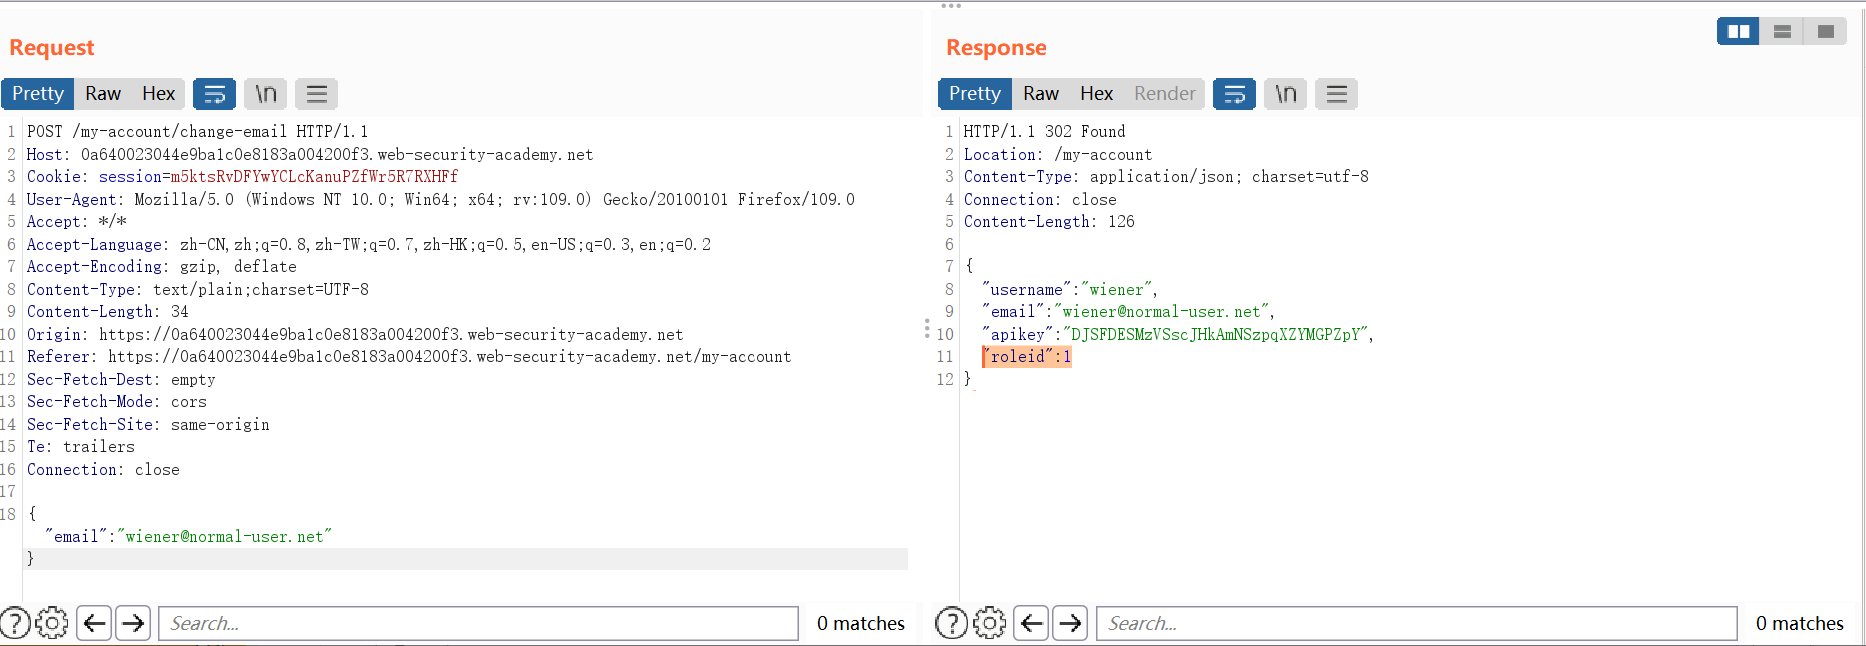 Request
Pretty Raw Hex \n
1 POST /my-account/change-email HTTP/1.1
2 Host: 0a640023044e9ba1c0e8183a004200f3.web-security-academy.net
3 Cookie: session=m5ktsRvDFYwYCLcKanuPZfWr5R7RXHFf
4 User-Agent: Mozilla/5.0 (Windows NT 10.0; Win64; x64; rv:109.0) Gecko/20100101 Firefox/109.0
5 Accept: */*
6 Accept-Language: zh-CN,zh;q=0.8,zh-TW;q=0.7,zh-HK;q=0.5,en-US;q=0.3,en;q=0.2
7 Accept-Encoding: gzip, deflate
8 Content-Type: text/plain;charset=UTF-8
9 Content-Length: 34
10 Origin: https://0a640023044e9ba1c0e8183a004200f3.web-security-academy.net
11 Referer: https://0a640023044e9ba1c0e8183a004200f3.web-security-academy.net/my-account
12 Sec-Fetch-Dest: empty
13 Sec-Fetch-Mode: cors
14 Sec-Fetch-Site: same-origin
15 Te: trailers
16 Connection: close
17
18 {
"email":"wiener@normal-user.net"
}
? Search... 0 matches
Response
Pretty Raw Hex Render \n
1 HTTP/1.1 302 Found
2 Location: /my-account
3 Content-Type: application/json; charset=utf-8
4 Connection: close
5 Content-Length: 126
6
7 {
8 "username":"wiener",
9 "email":"wiener@normal-user.net",
10 "apikey":"DJSFDESMzVSscJHkAmNSzpqXZYMGPZpY",
11 "roleid":1
12 }
? Search... 0 matches